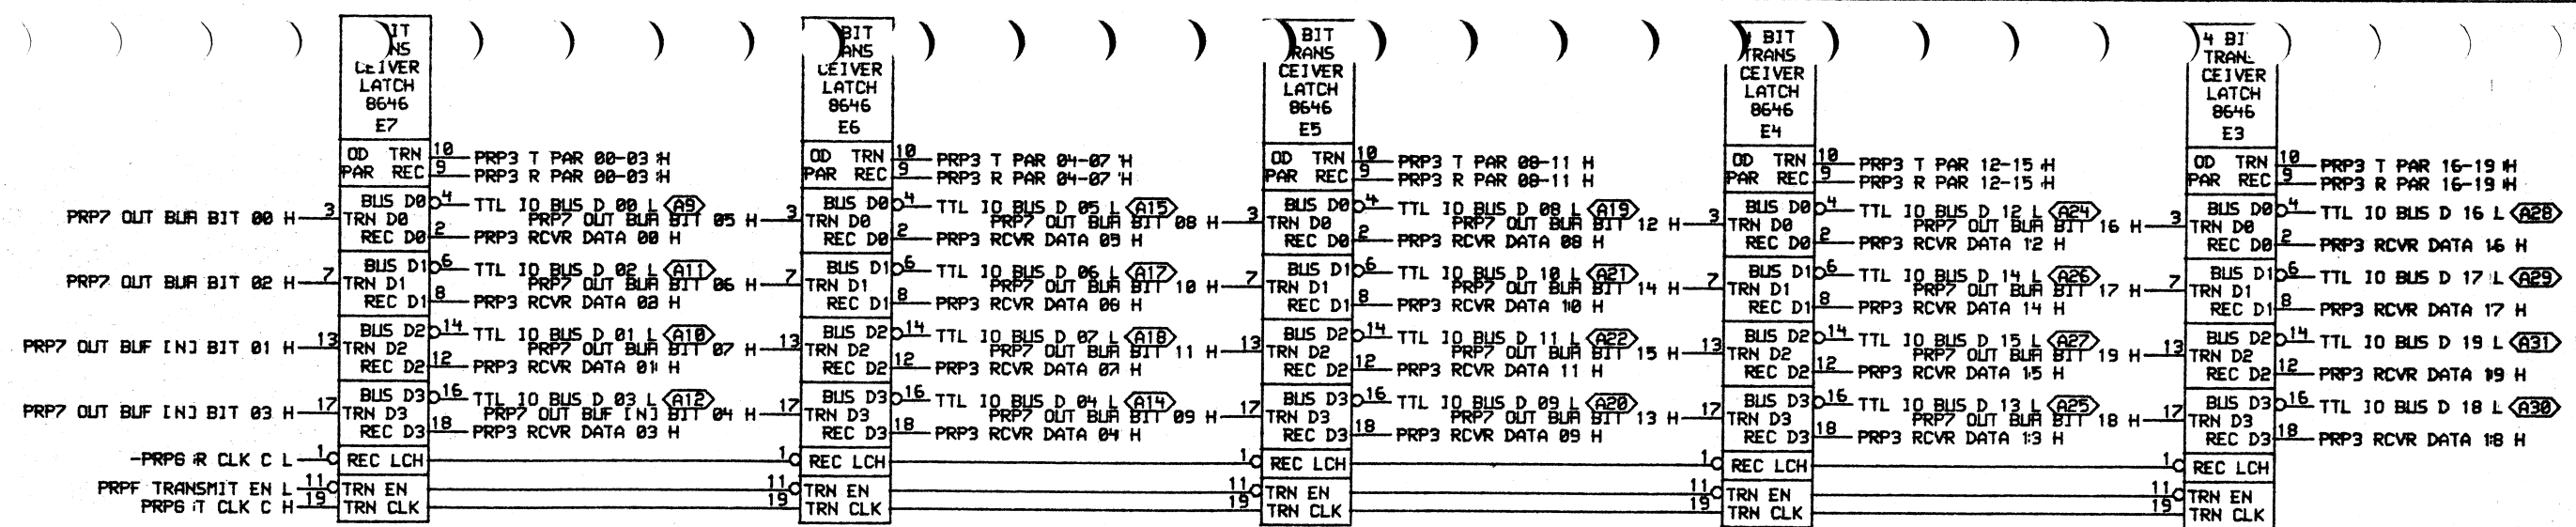 IT
NS
CEIVER
LATCH
8646
E7
OD TRN 10 PRP3 T PAR 00-03 H
PAR REC 9 PRP3 R PAR 00-03 H
BUS D0 4 TTL IO BUS D 00 L A9
PRP7 OUT BUF BIT 00 H 3 TRN D0
REC D0 2 PRP3 RCVR DATA 00 H
BUS D1 6 TTL IO BUS D 02 L A11
PRP7 OUT BUF BIT 02 H 7 TRN D1
REC D1 8 PRP3 RCVR DATA 02 H
BUS D2 14 TTL IO BUS D 01 L A10
PRP7 OUT BUF [N] BIT 01 H 13 TRN D2
REC D2 12 PRP3 RCVR DATA 01 H
BUS D3 16 TTL IO BUS D 03 L A12
PRP7 OUT BUF [N] BIT 03 H 17 TRN D3
REC D3 18 PRP3 RCVR DATA 03 H
-PRP6 R CLK C L 1 REC LCH
PRPF TRANSMIT EN L 11 TRN EN
PRP6 T CLK C H 19 TRN CLK
BIT
ANS
CEIVER
LATCH
8646
E6
OD TRN 10 PRP3 T PAR 04-07 H
PAR REC 9 PRP3 R PAR 04-07 H
BUS D0 4 TTL IO BUS D 05 L A15
PRP7 OUT BUF BIT 05 H 3 TRN D0
REC D0 2 PRP3 RCVR DATA 05 H
BUS D1 6 TTL IO BUS D 06 L A17
PRP7 OUT BUF BIT 06 H 7 TRN D1
REC D1 8 PRP3 RCVR DATA 06 H
BUS D2 14 TTL IO BUS D 07 L A18
PRP7 OUT BUF BIT 07 H 13 TRN D2
REC D2 12 PRP3 RCVR DATA 07 H
BUS D3 16 TTL IO BUS D 04 L A14
PRP7 OUT BUF [N] BIT 04 H 17 TRN D3
REC D3 18 PRP3 RCVR DATA 04 H
1 REC LCH
11 TRN EN
19 TRN CLK
BIT
RANS
CEIVER
LATCH
8646
E5
OD TRN 10 PRP3 T PAR 08-11 H
PAR REC 9 PRP3 R PAR 08-11 H
BUS D0 4 TTL IO BUS D 08 L A19
PRP7 OUT BUF BIT 08 H 3 TRN D0
REC D0 2 PRP3 RCVR DATA 08 H
BUS D1 6 TTL IO BUS D 10 L A21
PRP7 OUT BUF BIT 10 H 7 TRN D1
REC D1 8 PRP3 RCVR DATA 10 H
BUS D2 14 TTL IO BUS D 11 L A22
PRP7 OUT BUF BIT 11 H 13 TRN D2
REC D2 12 PRP3 RCVR DATA 11 H
BUS D3 16 TTL IO BUS D 09 L A20
PRP7 OUT BUF BIT 09 H 17 TRN D3
REC D3 18 PRP3 RCVR DATA 09 H
1 REC LCH
11 TRN EN
19 TRN CLK
4 BIT
TRANS
CEIVER
LATCH
8646
E4
OD TRN 10 PRP3 T PAR 12-15 H
PAR REC 9 PRP3 R PAR 12-15 H
BUS D0 4 TTL IO BUS D 12 L A24
PRP7 OUT BUF BIT 12 H 3 TRN D0
REC D0 2 PRP3 RCVR DATA 12 H
BUS D1 6 TTL IO BUS D 14 L A26
PRP7 OUT BUF BIT 14 H 7 TRN D1
REC D1 8 PRP3 RCVR DATA 14 H
BUS D2 14 TTL IO BUS D 15 L A27
PRP7 OUT BUF BIT 15 H 13 TRN D2
REC D2 12 PRP3 RCVR DATA 15 H
BUS D3 16 TTL IO BUS D 13 L A25
PRP7 OUT BUF BIT 13 H 17 TRN D3
REC D3 18 PRP3 RCVR DATA 13 H
1 REC LCH
11 TRN EN
19 TRN CLK
4 BI
TRAN
CEIVER
LATCH
8646
E3
OD TRN 10 PRP3 T PAR 16-19 H
PAR REC 9 PRP3 R PAR 16-19 H
BUS D0 4 TTL IO BUS D 16 L A28
PRP7 OUT BUF BIT 16 H 3 TRN D0
REC D0 2 PRP3 RCVR DATA 16 H
BUS D1 6 TTL IO BUS D 17 L A29
PRP7 OUT BUF BIT 17 H 7 TRN D1
REC D1 8 PRP3 RCVR DATA 17 H
BUS D2 14 TTL IO BUS D 19 L A31
PRP7 OUT BUF BIT 19 H 13 TRN D2
REC D2 12 PRP3 RCVR DATA 19 H
BUS D3 16 TTL IO BUS D 18 L A30
PRP7 OUT BUF BIT 18 H 17 TRN D3
REC D3 18 PRP3 RCVR DATA 18 H
1 REC LCH
11 TRN EN
19 TRN CLK